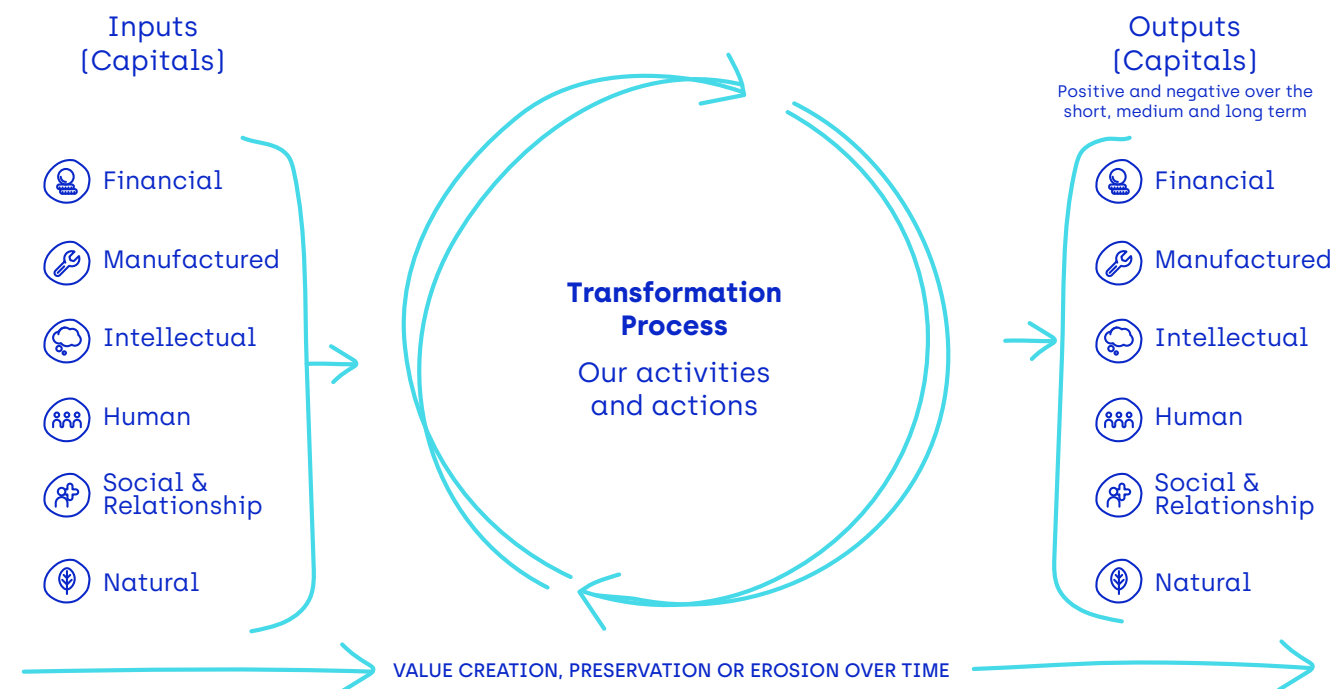 Inputs
(Capitals)
Financial
Manufactured
Intellectual
Human
Social &
Relationship
Natural
Transformation
Process
Our activities
and actions
Outputs
(Capitals)
Positive and negative over the
short, medium and long term
Financial
Manufactured
Intellectual
Human
Social &
Relationship
Natural
VALUE CREATION, PRESERVATION OR EROSION OVER TIME